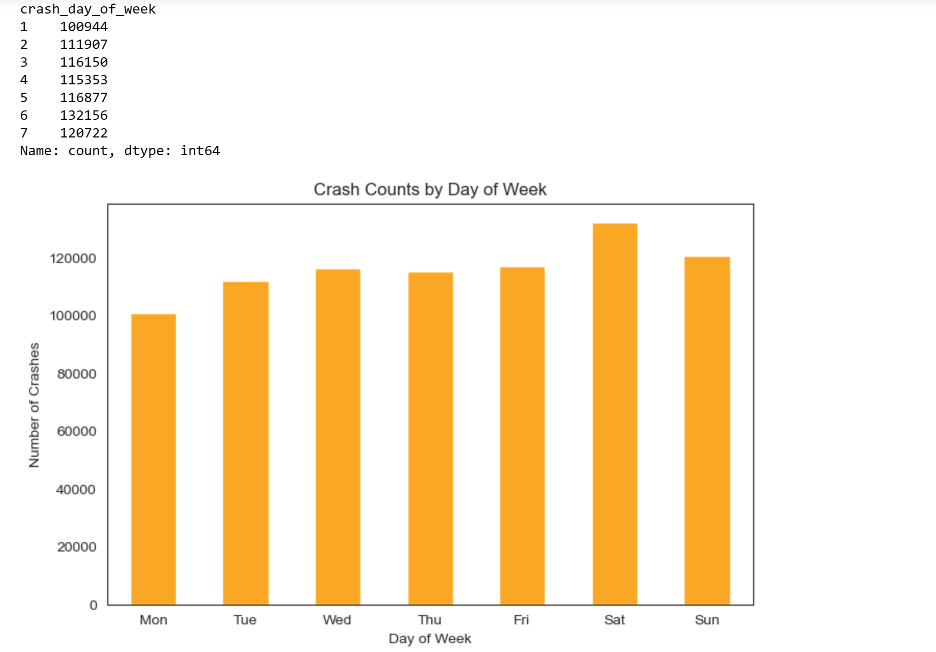 crash_day_of_week
1 100944
2 111907
3 116150
4 115353
5 116877
6 132156
7 120722
Name: count, dtype: int64
Crash Counts by Day of Week
120000
100000
80000
60000
40000
20000
0
Number of Crashes
Mon Tue Wed Thu Fri Sat Sun
Day of Week